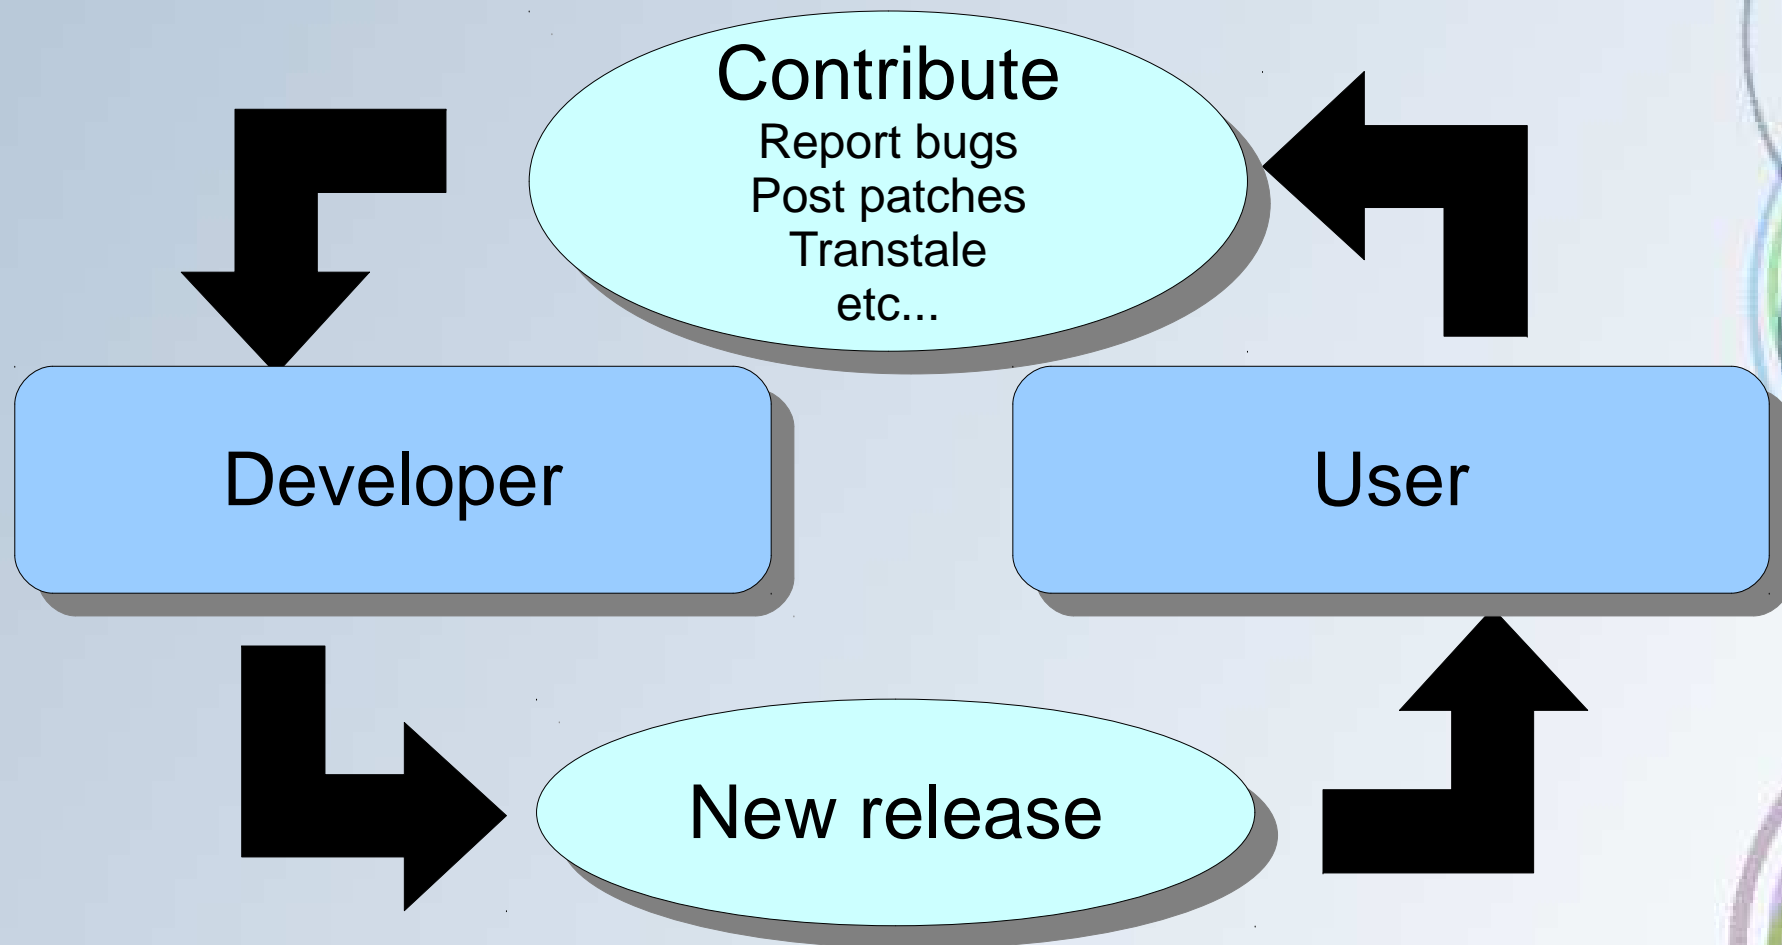 Contribute
Report bugs
Post patches
Transtale
etc...
Developer
User
New release